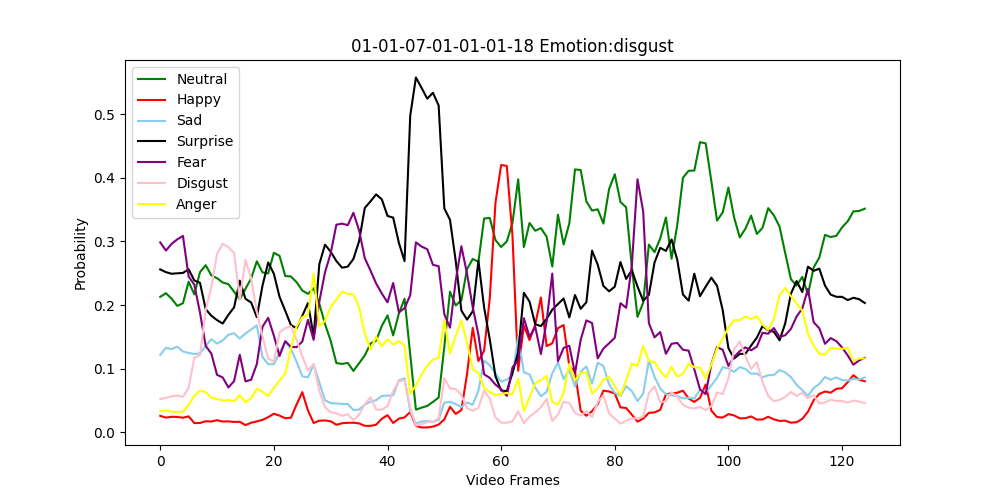 01-01-07-01-01-01-18 Emotion:disgust
Neutral
Happy
Sad
Surprise
Fear
Disgust
Anger
Probability
0.5
0.4
0.3
0.2
0.1
0.0
0 20 40 60 80 100 120
Video Frames